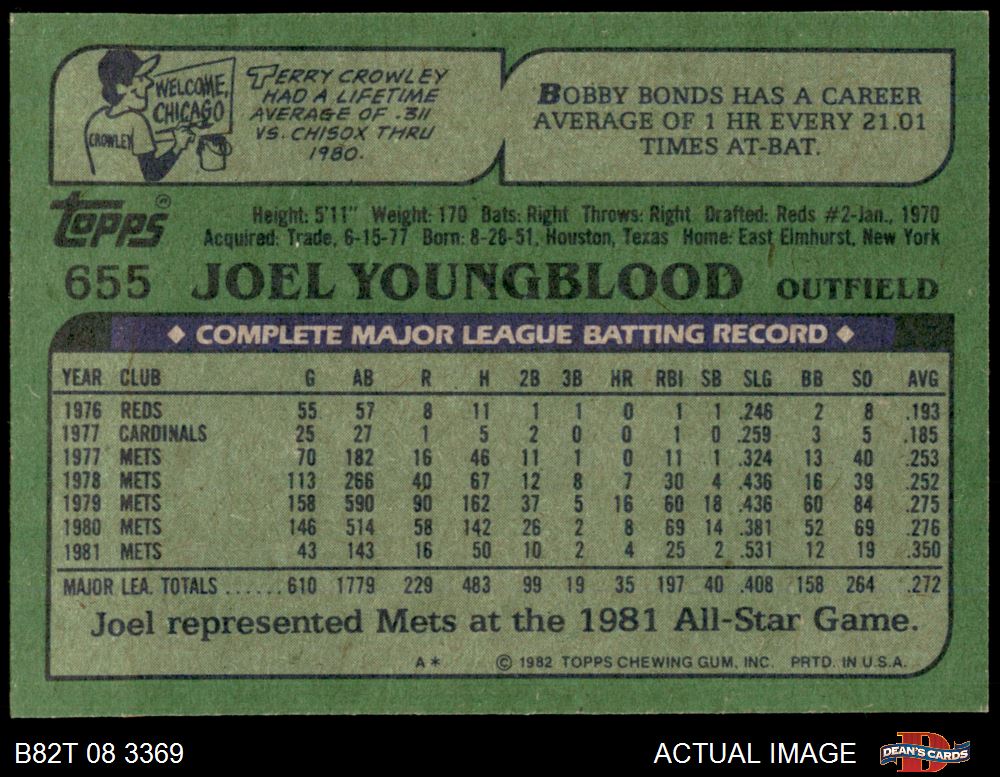 WELCOME,
CHICAGO
CROWLEY
TERRY CROWLEY
HAD A LIFETIME
AVERAGE OF .311
VS. CHISOX THRU
1980.
BOBBY BONDS HAS A CAREER
AVERAGE OF 1 HR EVERY 21.01
TIMES AT-BAT.
TOPPS®
Height: 5'11" Weight: 170 Bats: Right Throws: Right Drafted: Reds #2-Jan., 1970
Acquired: Trade, 6-15-77 Born: 8-28-51, Houston, Texas Home: East Elmhurst, New York
655 JOEL YOUNGBLOOD OUTFIELD
◆ COMPLETE MAJOR LEAGUE BATTING RECORD ◆
YEAR CLUB G AB R H 2B 3B HR RBI SB SLG BB SO AVG
1976 REDS 55 57 8 11 1 1 0 1 1 .246 2 8 .193
1977 CARDINALS 25 27 1 5 2 0 0 1 0 .259 3 5 .185
1977 METS 70 182 16 46 11 1 0 11 1 .324 13 40 .253
1978 METS 113 266 40 67 12 8 7 30 4 .436 16 39 .252
1979 METS 158 590 90 162 37 5 16 60 18 .436 60 84 .275
1980 METS 146 514 58 142 26 2 8 69 14 .381 52 69 .276
1981 METS 43 143 16 50 10 2 4 25 2 .531 12 19 .350
MAJOR LEA. TOTALS ...... 610 1779 229 483 99 19 35 197 40 .408 158 264 .272
Joel represented Mets at the 1981 All-Star Game.
A* © 1982 TOPPS CHEWING GUM, INC. PRTD. IN U.S.A.
B82T 08 3369 ACTUAL IMAGE
D
DEAN'S CARDS